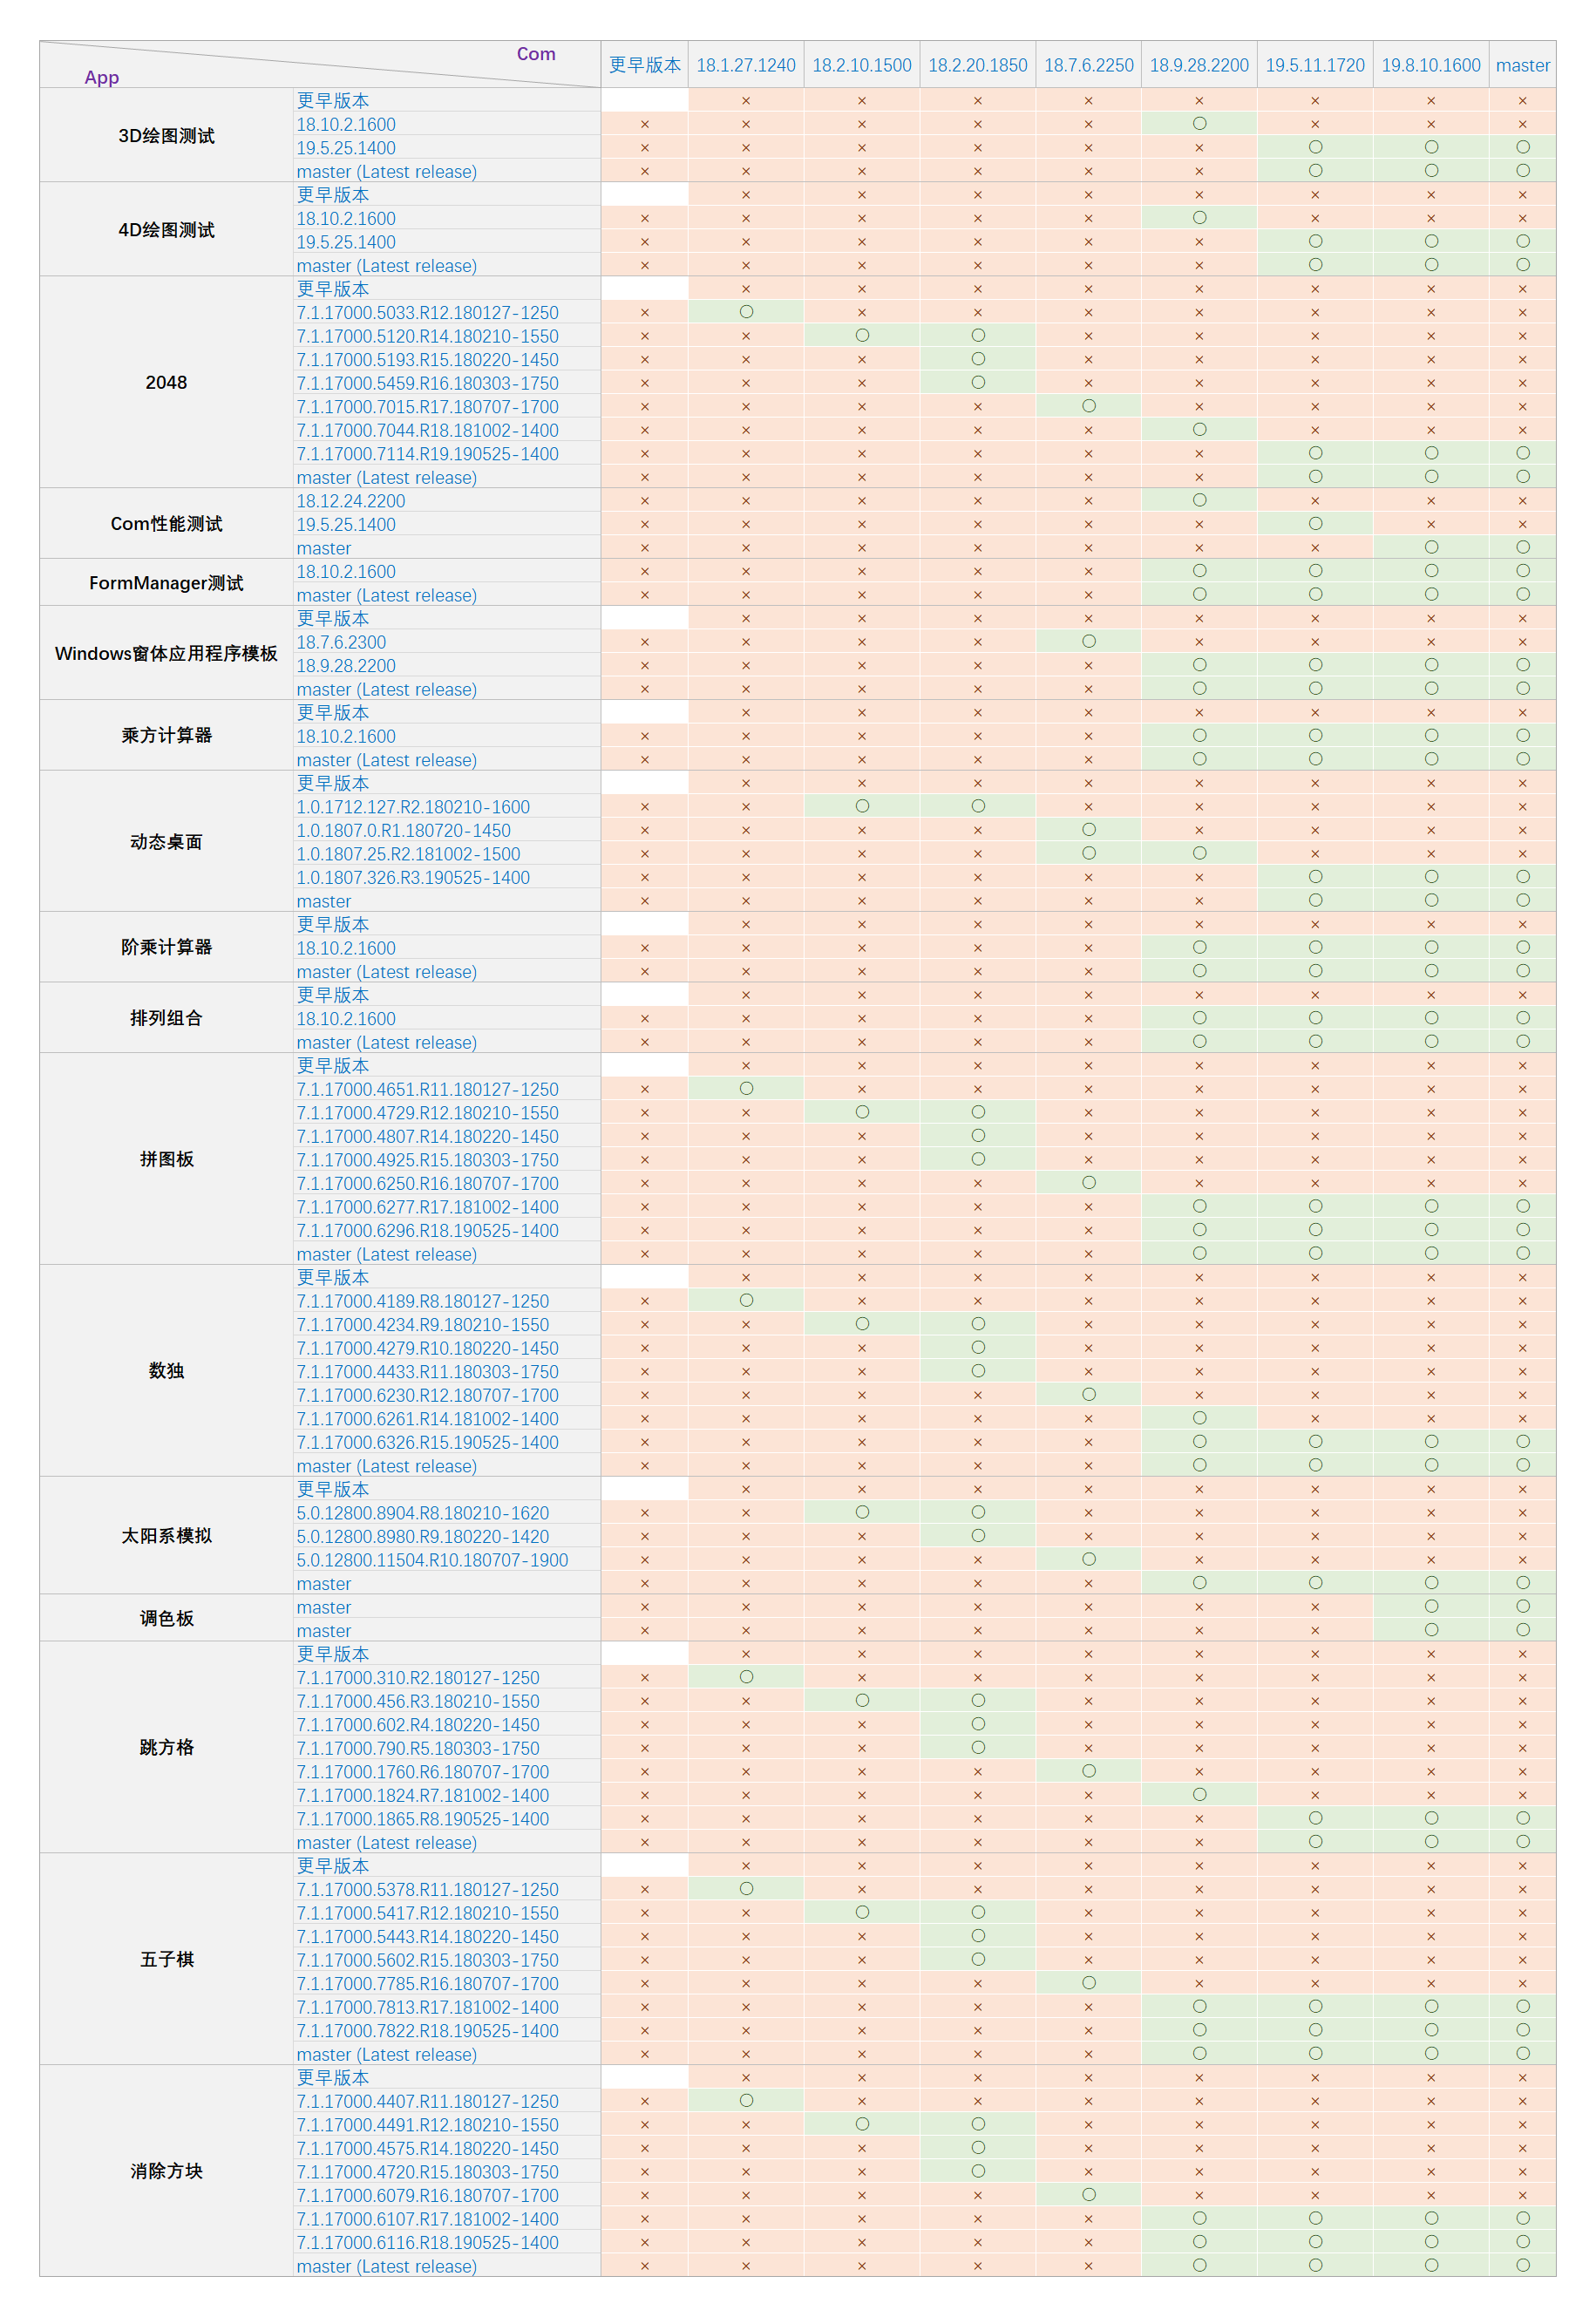 Com
App
更早版本 18.1.27.1240 18.2.10.1500 18.2.20.1850 18.7.6.2250 18.9.28.2200 19.5.11.1720 19.8.10.1600 master
3D绘图测试
更早版本 × × × × × × × ×
18.10.2.1600 × × × × × ○ × × ×
19.5.25.1400 × × × × × × ○ ○ ○
master (Latest release) × × × × × × ○ ○ ○
4D绘图测试
更早版本 × × × × × × × ×
18.10.2.1600 × × × × × ○ × × ×
19.5.25.1400 × × × × × × ○ ○ ○
master (Latest release) × × × × × × ○ ○ ○
2048
更早版本 × × × × × × × ×
7.1.17000.5033.R12.180127-1250 × ○ × × × × × × ×
7.1.17000.5120.R14.180210-1550 × × ○ ○ × × × × ×
7.1.17000.5193.R15.180220-1450 × × × ○ × × × × ×
7.1.17000.5459.R16.180303-1750 × × × ○ × × × × ×
7.1.17000.7015.R17.180707-1700 × × × × ○ × × × ×
7.1.17000.7044.R18.181002-1400 × × × × × ○ × × ×
7.1.17000.7114.R19.190525-1400 × × × × × × ○ ○ ○
master (Latest release) × × × × × × ○ ○ ○
Com性能测试
18.12.24.2200 × × × × × ○ × × ×
19.5.25.1400 × × × × × × ○ × ×
master × × × × × × × ○ ○
FormManager测试
18.10.2.1600 × × × × × ○ ○ ○ ○
master (Latest release) × × × × × ○ ○ ○ ○
Windows窗体应用程序模板
更早版本 × × × × × × × ×
18.7.6.2300 × × × × ○ × × × ×
18.9.28.2200 × × × × × ○ ○ ○ ○
master (Latest release) × × × × × ○ ○ ○ ○
乘方计算器
更早版本 × × × × × × × ×
18.10.2.1600 × × × × × ○ ○ ○ ○
master (Latest release) × × × × × ○ ○ ○ ○
动态桌面
更早版本 × × × × × × × ×
1.0.1712.127.R2.180210-1600 × × ○ ○ × × × × ×
1.0.1807.0.R1.180720-1450 × × × × ○ × × × ×
1.0.1807.25.R2.181002-1500 × × × × ○ ○ × × ×
1.0.1807.326.R3.190525-1400 × × × × × × ○ ○ ○
master × × × × × × ○ ○ ○
阶乘计算器
更早版本 × × × × × × × ×
18.10.2.1600 × × × × × ○ ○ ○ ○
master (Latest release) × × × × × ○ ○ ○ ○
排列组合
更早版本 × × × × × × × ×
18.10.2.1600 × × × × × ○ ○ ○ ○
master (Latest release) × × × × × ○ ○ ○ ○
拼图板
更早版本 × × × × × × × ×
7.1.17000.4651.R11.180127-1250 × ○ × × × × × × ×
7.1.17000.4729.R12.180210-1550 × × ○ ○ × × × × ×
7.1.17000.4807.R14.180220-1450 × × × ○ × × × × ×
7.1.17000.4925.R15.180303-1750 × × × ○ × × × × ×
7.1.17000.6250.R16.180707-1700 × × × × ○ × × × ×
7.1.17000.6277.R17.181002-1400 × × × × × ○ ○ ○ ○
7.1.17000.6296.R18.190525-1400 × × × × × ○ ○ ○ ○
master (Latest release) × × × × × ○ ○ ○ ○
数独
更早版本 × × × × × × × ×
7.1.17000.4189.R8.180127-1250 × ○ × × × × × × ×
7.1.17000.4234.R9.180210-1550 × × ○ ○ × × × × ×
7.1.17000.4279.R10.180220-1450 × × × ○ × × × × ×
7.1.17000.4433.R11.180303-1750 × × × ○ × × × × ×
7.1.17000.6230.R12.180707-1700 × × × × ○ × × × ×
7.1.17000.6261.R14.181002-1400 × × × × × ○ × × ×
7.1.17000.6326.R15.190525-1400 × × × × × ○ ○ ○ ○
master (Latest release) × × × × × ○ ○ ○ ○
太阳系模拟
更早版本 × × × × × × × ×
5.0.12800.8904.R8.180210-1620 × × ○ ○ × × × × ×
5.0.12800.8980.R9.180220-1420 × × × ○ × × × × ×
5.0.12800.11504.R10.180707-1900 × × × × ○ × × × ×
master × × × × × ○ ○ ○ ○
调色板
master × × × × × × × ○ ○
master × × × × × × × ○ ○
跳方格
更早版本 × × × × × × × ×
7.1.17000.310.R2.180127-1250 × ○ × × × × × × ×
7.1.17000.456.R3.180210-1550 × × ○ ○ × × × × ×
7.1.17000.602.R4.180220-1450 × × × ○ × × × × ×
7.1.17000.790.R5.180303-1750 × × × ○ × × × × ×
7.1.17000.1760.R6.180707-1700 × × × × ○ × × × ×
7.1.17000.1824.R7.181002-1400 × × × × × ○ × × ×
7.1.17000.1865.R8.190525-1400 × × × × × × ○ ○ ○
master (Latest release) × × × × × × ○ ○ ○
五子棋
更早版本 × × × × × × × ×
7.1.17000.5378.R11.180127-1250 × ○ × × × × × × ×
7.1.17000.5417.R12.180210-1550 × × ○ ○ × × × × ×
7.1.17000.5443.R14.180220-1450 × × × ○ × × × × ×
7.1.17000.5602.R15.180303-1750 × × × ○ × × × × ×
7.1.17000.7785.R16.180707-1700 × × × × ○ × × × ×
7.1.17000.7813.R17.181002-1400 × × × × × ○ ○ ○ ○
7.1.17000.7822.R18.190525-1400 × × × × × ○ ○ ○ ○
master (Latest release) × × × × × ○ ○ ○ ○
消除方块
更早版本 × × × × × × × ×
7.1.17000.4407.R11.180127-1250 × ○ × × × × × × ×
7.1.17000.4491.R12.180210-1550 × × ○ ○ × × × × ×
7.1.17000.4575.R14.180220-1450 × × × ○ × × × × ×
7.1.17000.4720.R15.180303-1750 × × × ○ × × × × ×
7.1.17000.6079.R16.180707-1700 × × × × ○ × × × ×
7.1.17000.6107.R17.181002-1400 × × × × × ○ ○ ○ ○
7.1.17000.6116.R18.190525-1400 × × × × × ○ ○ ○ ○
master (Latest release) × × × × × ○ ○ ○ ○